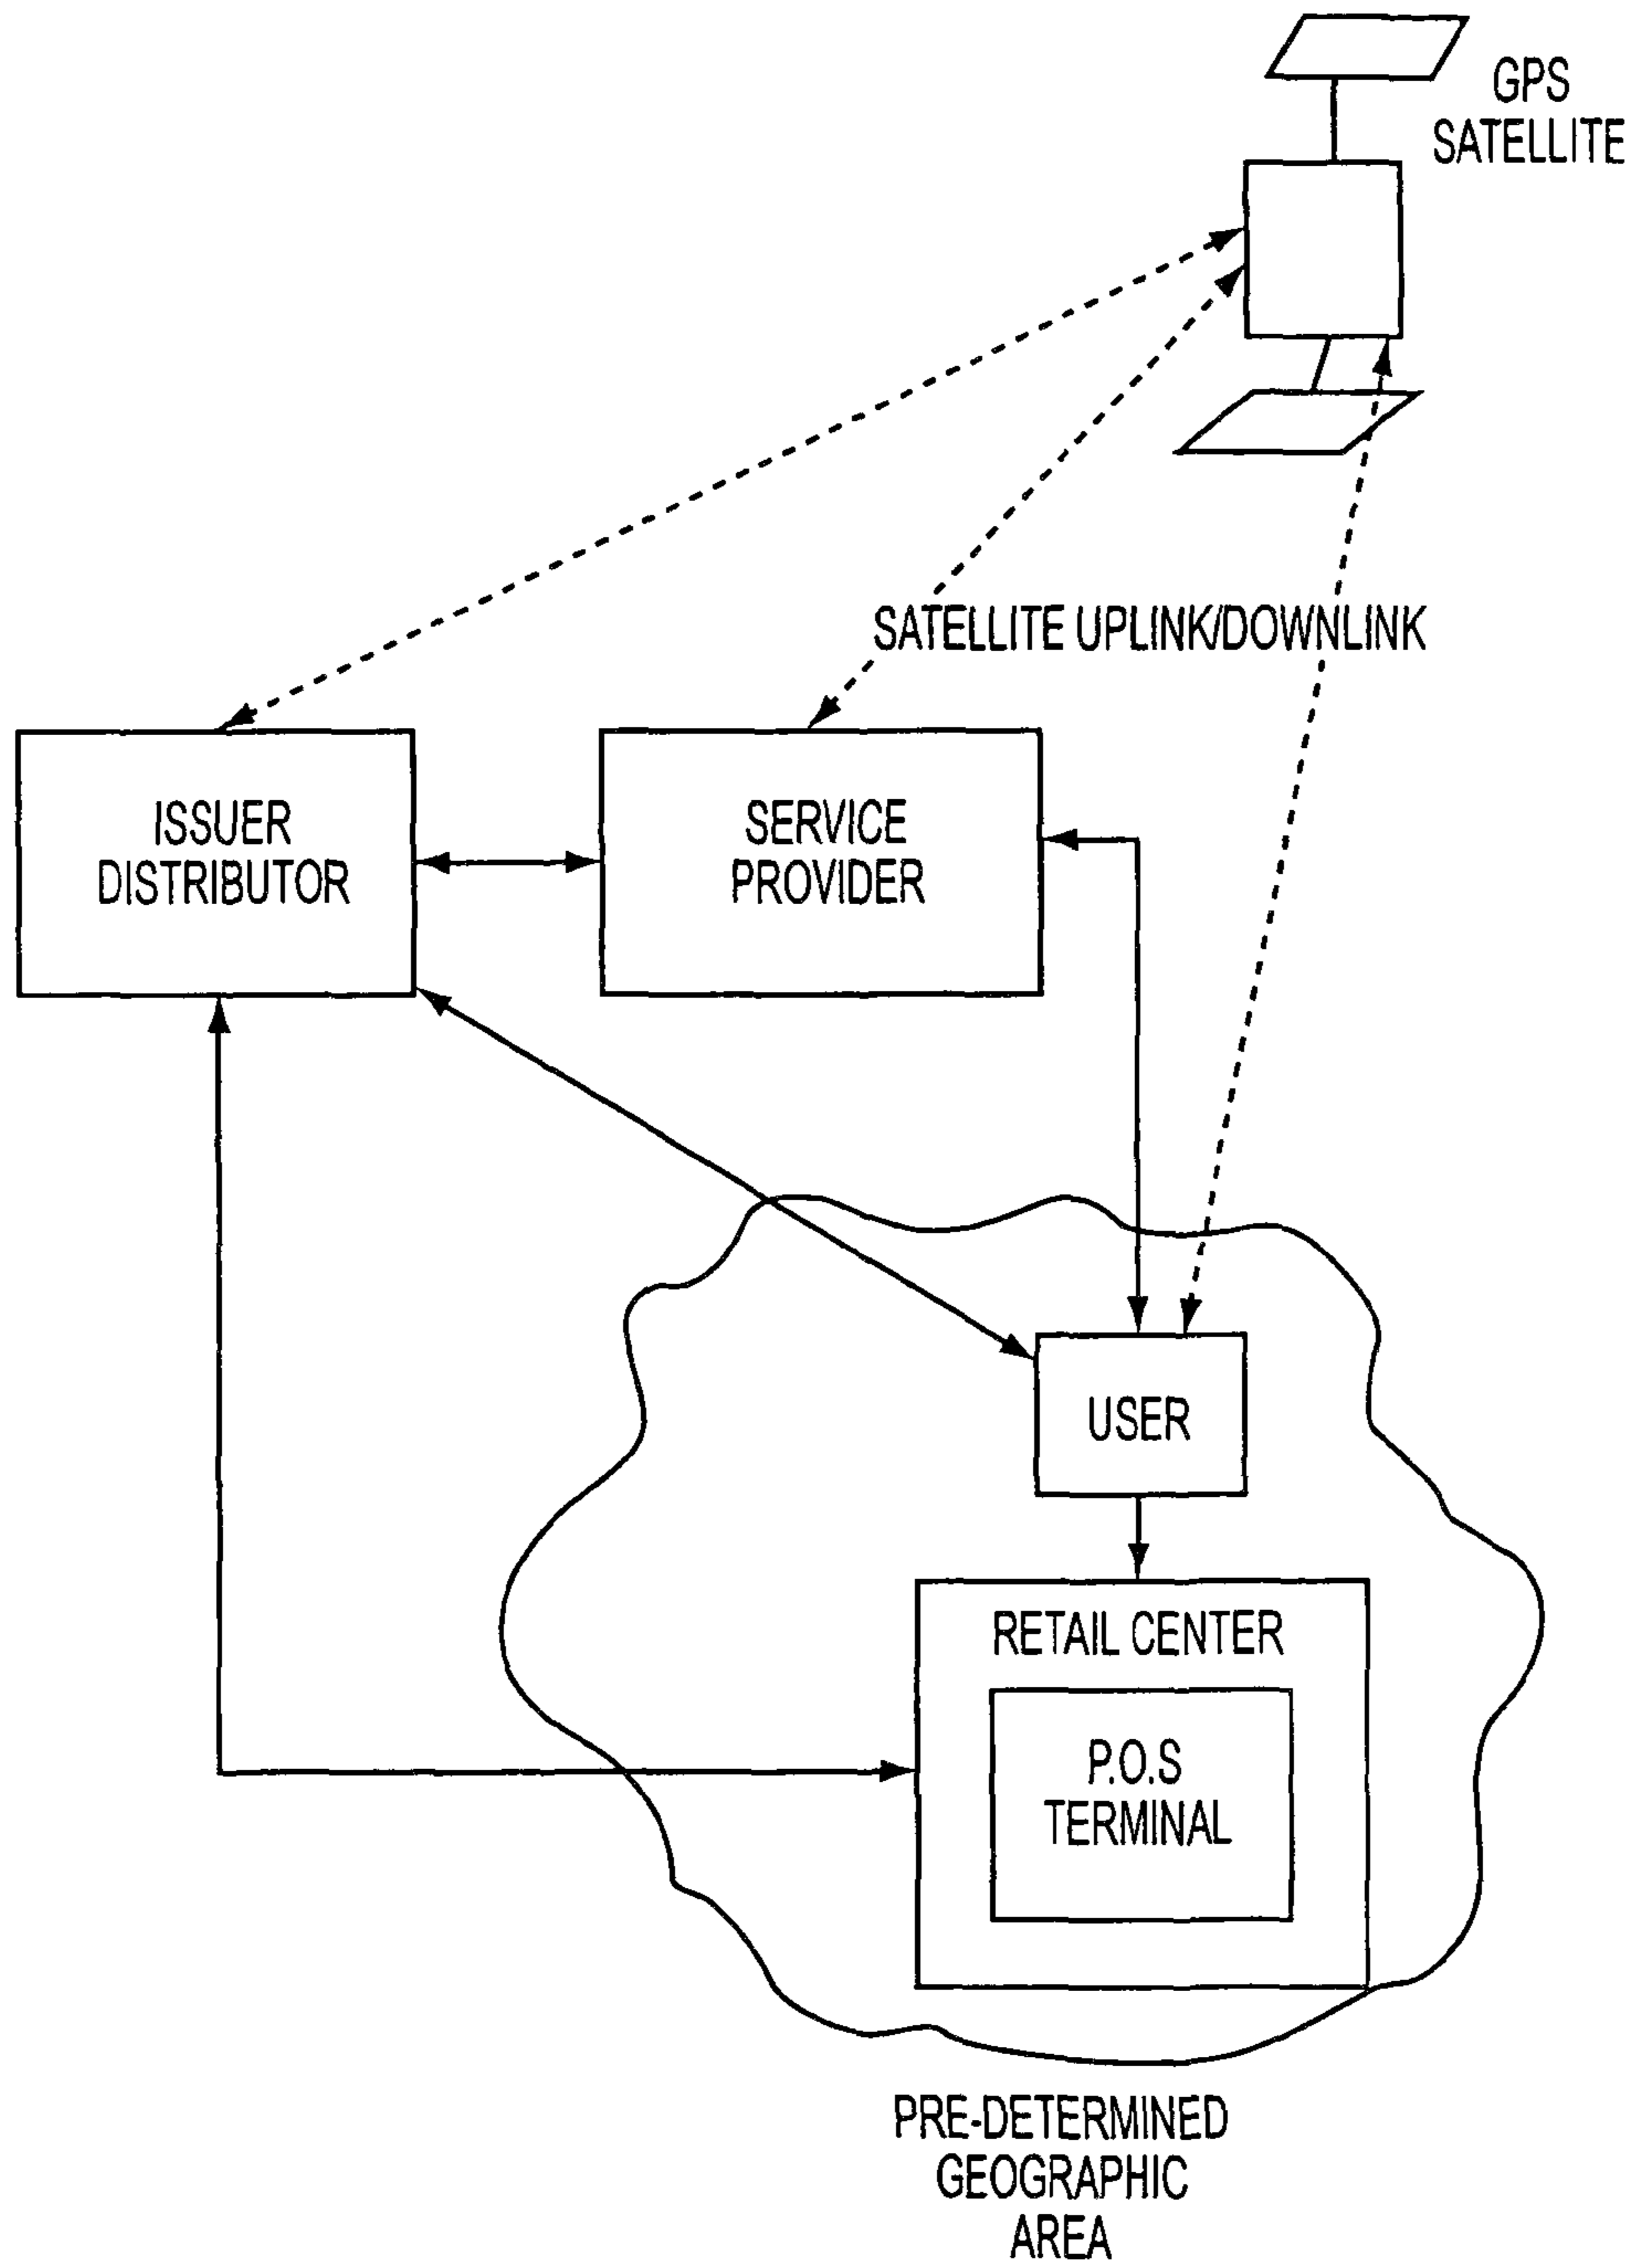 GPS
SATELLITE
SATELLITE UPLINK/DOWNLINK
ISSUER
DISTRIBUTOR
SERVICE
PROVIDER
USER
RETAIL CENTER
P.O.S
TERMINAL
PRE-DETERMINED
GEOGRAPHIC
AREA